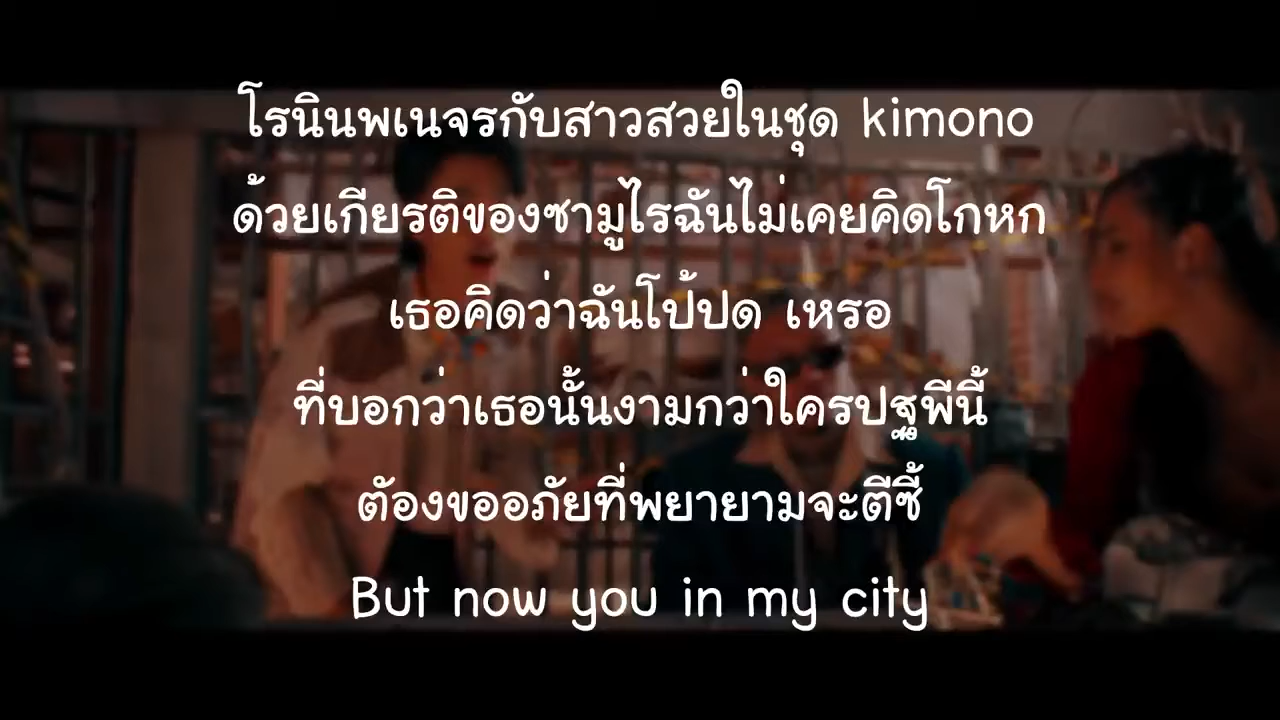 โรนินพเนจรกับสาวสวยในชุด kimono
ด้วยเกียรติของซามูไรฉันไม่เคยคิดโกหก
เธอคิดว่าฉันโป้ปด เหรอ
ที่บอกว่าเธอนั้นงามกว่าใครปฐพีนี้
ต้องขออภัยที่พยายามจะตีซี้
But now you in my city